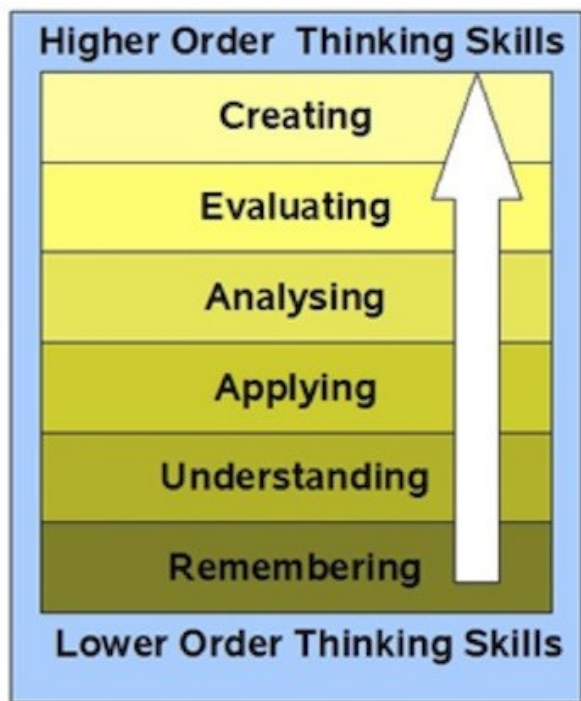 Higher Order Thinking Skills
Creating
Evaluating
Analysing
Applying
Understanding
Remembering
Lower Order Thinking Skills